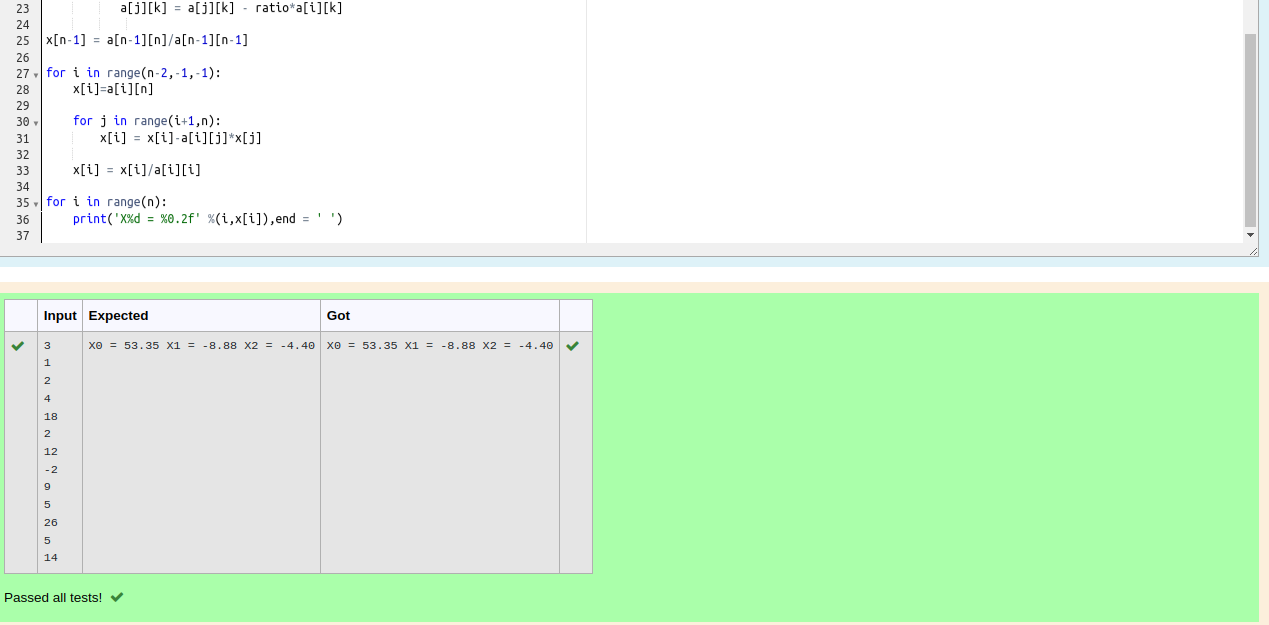 23 a[j][k] = a[j][k] - ratio*a[i][k]
24
25 x[n-1] = a[n-1][n]/a[n-1][n-1]
26
27 for i in range(n-2,-1,-1):
28     x[i]=a[i][n]
29
30     for j in range(i+1,n):
31         x[i] = x[i]-a[i][j]*x[j]
32
33     x[i] = x[i]/a[i][i]
34
35 for i in range(n):
36     print('X%d = %0.2f' %(i,x[i]),end = ' ')
37
Input Expected Got
3 X0 = 53.35 X1 = -8.88 X2 = -4.40 X0 = 53.35 X1 = -8.88 X2 = -4.40
1
2
4
18
2
12
-2
9
5
26
5
14
Passed all tests!